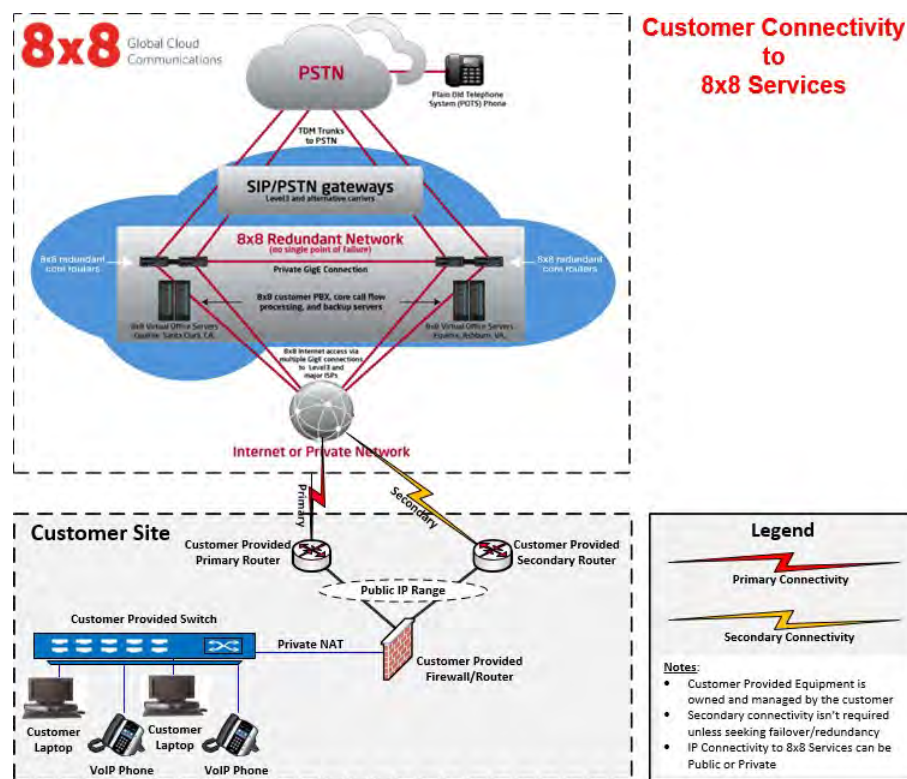 8x8
Global Cloud
Communications
Customer Connectivity
to
8x8 Services
PSTN
Plain Old Telephone
System (POTS) Phone
TDM Trunks
to PSTN
SIP/PSTN gateways
Level3 and alternative carriers
8x8 Redundant Network
(no single point of failure)
8x8 redundant
core routers
Private GigE Connection
8x8 redundant
core routers
8x8 customer PBX, core call flow
processing, and backup servers
8x8 Virtual Office Servers
Equinix, Santa Clara, CA,
8x8 Virtual Office Servers
Equinix, Ashburn, VA,
8x8 Internet access via
multiple GigE connections
to Level3 and
major ISPs
Internet or Private Network
Primary
Secondary
Customer Site
Customer Provided
Primary Router
Customer Provided
Secondary Router
Public IP Range
Customer Provided Switch
Private NAT
Customer Provided
Firewall/Router
Customer
Laptop
VoIP Phone
Customer
Laptop
VoIP Phone
Legend
Primary Connectivity
Secondary Connectivity
Notes:
• Customer Provided Equipment is
owned and managed by the customer
• Secondary connectivity isn't required
unless seeking failover/redundancy
• IP Connectivity to 8x8 Services can be
Public or Private